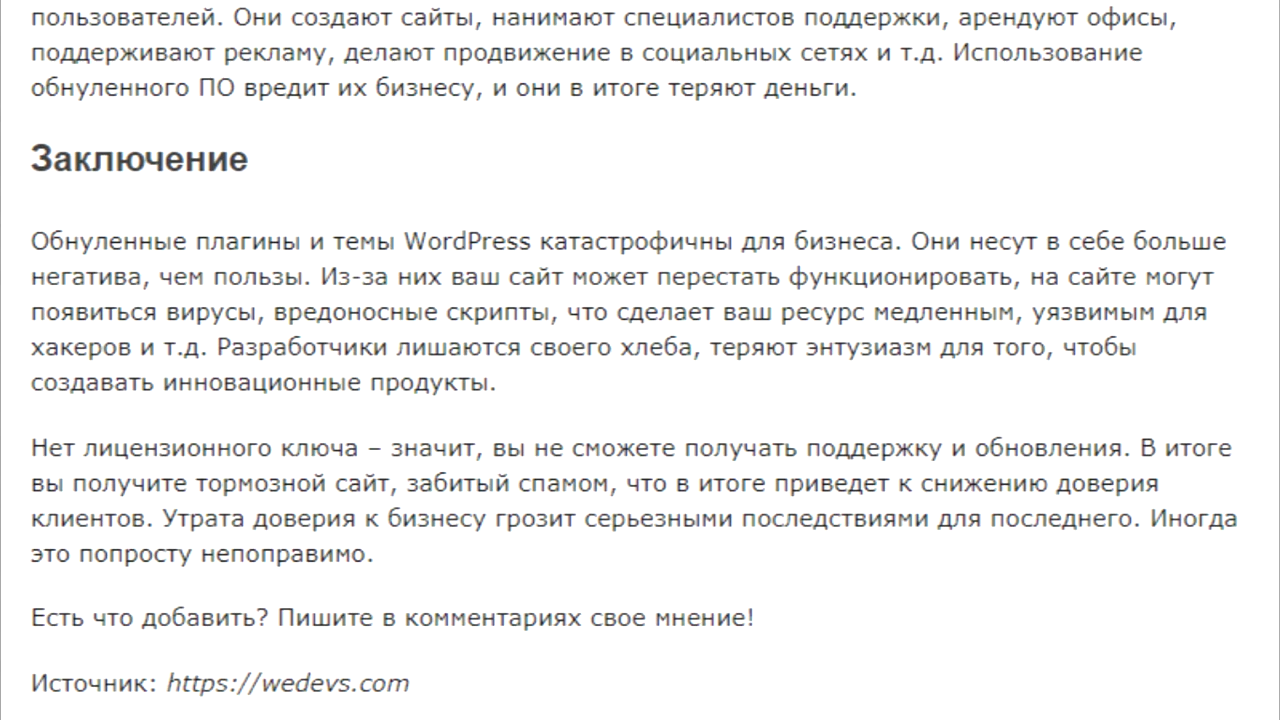 пользователей. Они создают сайты, нанимают специалистов поддержки, арендуют офисы,
поддерживают рекламу, делают продвижение в социальных сетях и т.д. Использование
обнуленного ПО вредит их бизнесу, и они в итоге теряют деньги.
Заключение
Обнуленные плагины и темы WordPress катастрофичны для бизнеса. Они несут в себе больше
негатива, чем пользы. Из-за них ваш сайт может перестать функционировать, на сайте могут
появиться вирусы, вредоносные скрипты, что сделает ваш ресурс медленным, уязвимым для
хакеров и т.д. Разработчики лишаются своего хлеба, теряют энтузиазм для того, чтобы
создавать инновационные продукты.
Нет лицензионного ключа – значит, вы не сможете получать поддержку и обновления. В итоге
вы получите тормозной сайт, забитый спамом, что в итоге приведет к снижению доверия
клиентов. Утрата доверия к бизнесу грозит серьезными последствиями для последнего. Иногда
это попросту непоправимо.
Есть что добавить? Пишите в комментариях свое мнение!
Источник: https://wedevs.com